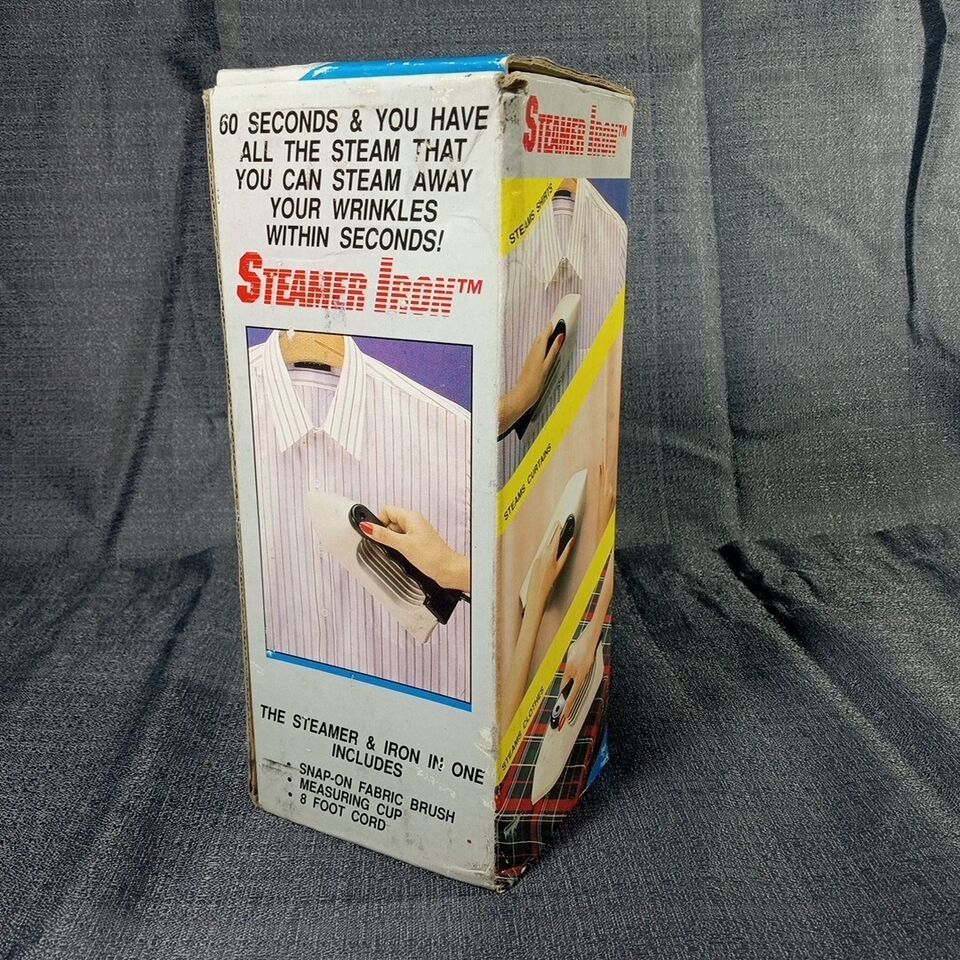 60 SECONDS & YOU HAVE
ALL THE STEAM THAT
YOU CAN STEAM AWAY
YOUR WRINKLES
WITHIN SECONDS!
STEAMER IRON™
THE STEAMER & IRON IN ONE
INCLUDES
• SNAP-ON FABRIC BRUSH
• MEASURING CUP
• 8 FOOT CORD
STEAMER IRON™
STEAMS SHIRTS
STEAMS CURTAINS
STEAMS CLOTHES